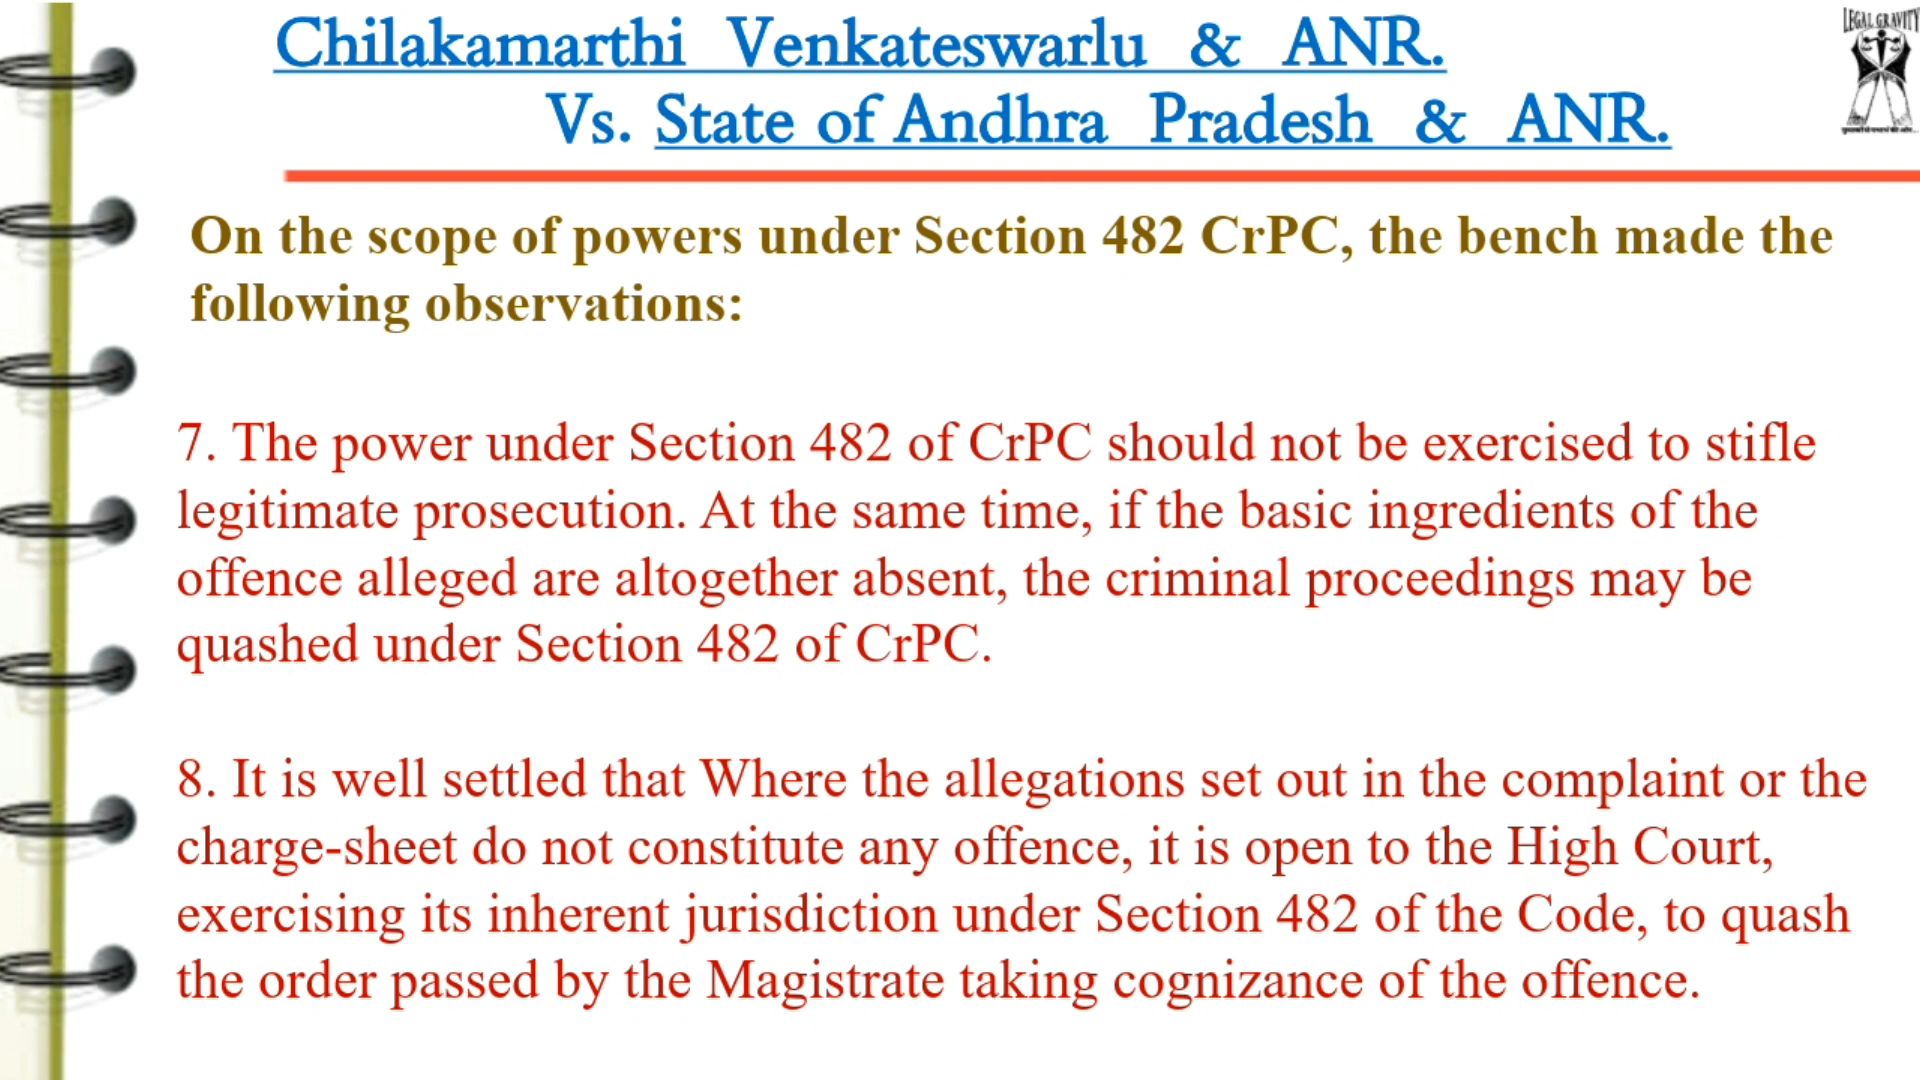 Chilakamarthi Venkateswarlu & ANR.
LEGAL GRAVITY
Vs. State of Andhra Pradesh & ANR.
On the scope of powers under Section 482 CrPC, the bench made the
following observations:
7. The power under Section 482 of CrPC should not be exercised to stifle
legitimate prosecution. At the same time, if the basic ingredients of the
offence alleged are altogether absent, the criminal proceedings may be
quashed under Section 482 of CrPC.
8. It is well settled that Where the allegations set out in the complaint or the
charge-sheet do not constitute any offence, it is open to the High Court,
exercising its inherent jurisdiction under Section 482 of the Code, to quash
the order passed by the Magistrate taking cognizance of the offence.